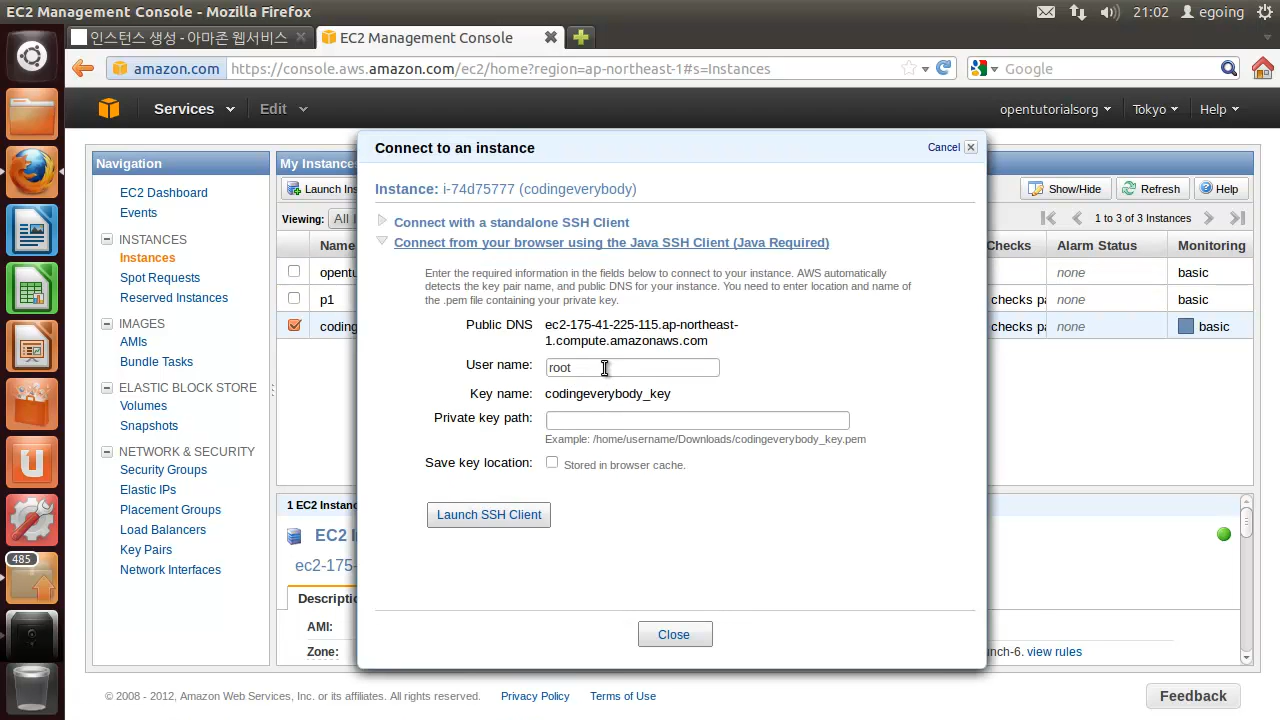 EC2 Management Console - Mozilla Firefox
21:02
egoing
인스턴스 생성 - 아마존 웹서비스
EC2 Management Console
amazon.com
https://console.aws.amazon.com/ec2/home?region=ap-northeast-1#s=Instances
Google
Services
Edit
opentutorialsorg
Tokyo
Help
Navigation
EC2 Dashboard
Events
INSTANCES
Instances
Spot Requests
Reserved Instances
IMAGES
AMIs
Bundle Tasks
ELASTIC BLOCK STORE
Volumes
Snapshots
NETWORK & SECURITY
Security Groups
Elastic IPs
Placement Groups
Load Balancers
Key Pairs
Network Interfaces
485
My Instances
Launch Ins
Viewing: All I
Name
opentu
p1
coding
Show/Hide
Refresh
Help
1 to 3 of 3 Instances
Checks
Alarm Status
Monitoring
none
basic
checks pa
none
basic
checks pa
none
basic
Connect to an instance
Cancel
Instance: i-74d75777 (codingeverybody)
Connect with a standalone SSH Client
Connect from your browser using the Java SSH Client (Java Required)
Enter the required information in the fields below to connect to your instance. AWS automatically
detects the key pair name, and public DNS for your instance. You need to enter location and name of
the .pem file containing your private key.
Public DNS
ec2-175-41-225-115.ap-northeast-
1.compute.amazonaws.com
User name:
root
Key name:
codingeverybody_key
Private key path:
Example: /home/username/Downloads/codingeverybody_key.pem
Save key location:
Stored in browser cache.
Launch SSH Client
Close
1 EC2 Instanc
EC2 I
ec2-175-
Descriptio
AMI:
Zone:
unch-6. view rules
© 2008 - 2012, Amazon Web Services, Inc. or its affiliates. All rights reserved.
Privacy Policy
Terms of Use
Feedback